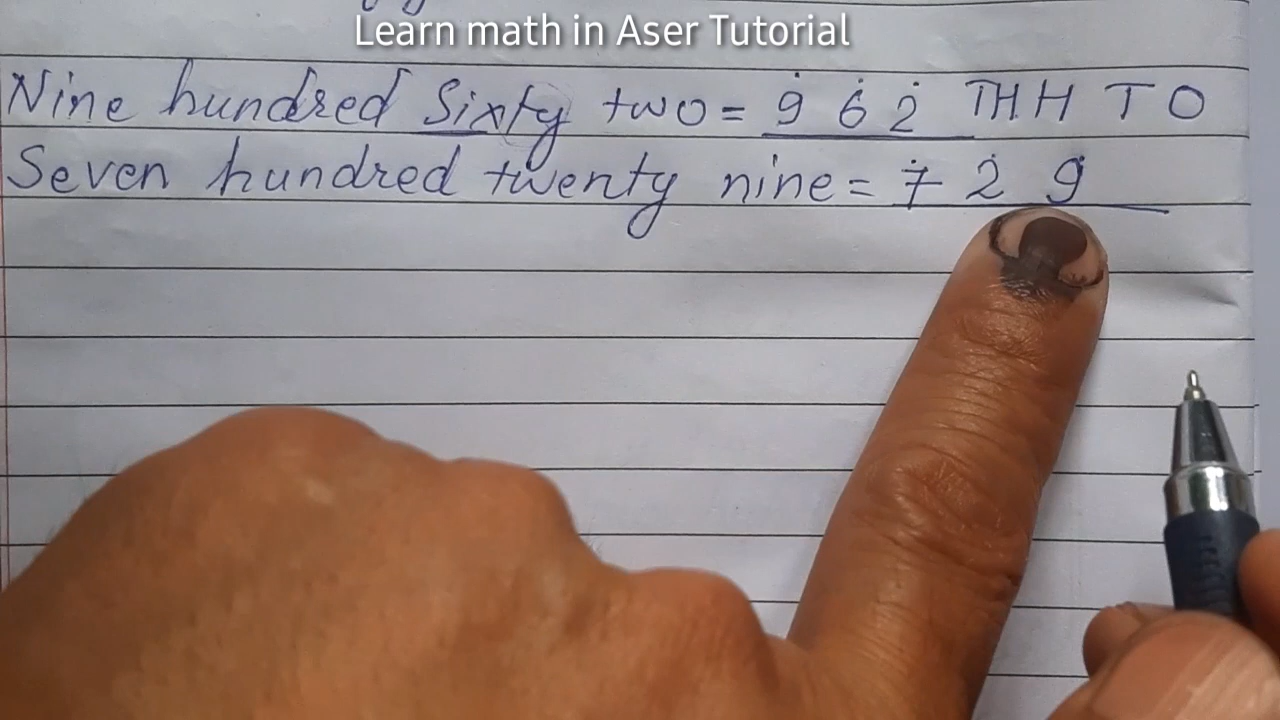 Learn math in Aser Tutorial
Nine hundred Sixty two = 9 6 2 TH H T O
Seven hundred twenty nine = 7 2 9